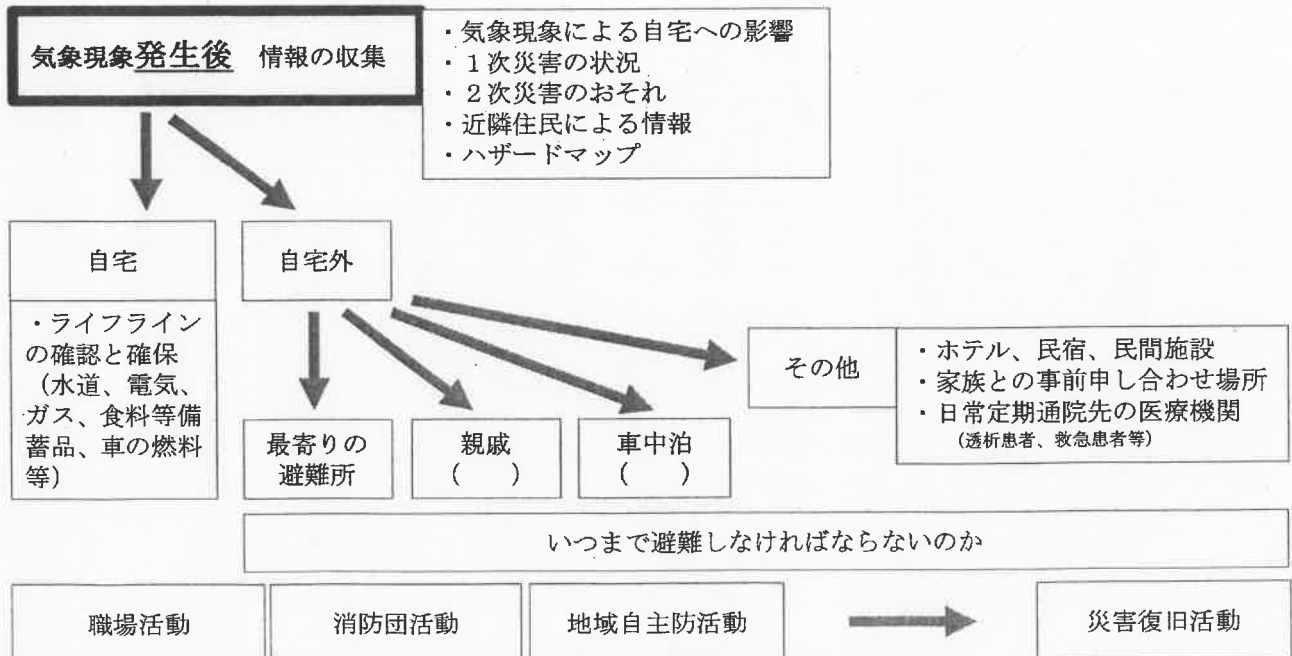 気象現象発生後　情報の収集
・気象現象による自宅への影響
・１次災害の状況
・２次災害のおそれ
・近隣住民による情報
・ハザードマップ
自宅
自宅外
・ライフライン
の確認と確保
（水道、電気、
ガス、食料等備
蓄品、車の燃料
等）
最寄りの
避難所
親戚
（　　）
車中泊
（　　）
その他
・ホテル、民宿、民間施設
・家族との事前申し合わせ場所
・日常定期通院先の医療機関
（透析患者、救急患者等）
いつまで避難しなければならないのか
職場活動
消防団活動
地域自主防活動
災害復旧活動